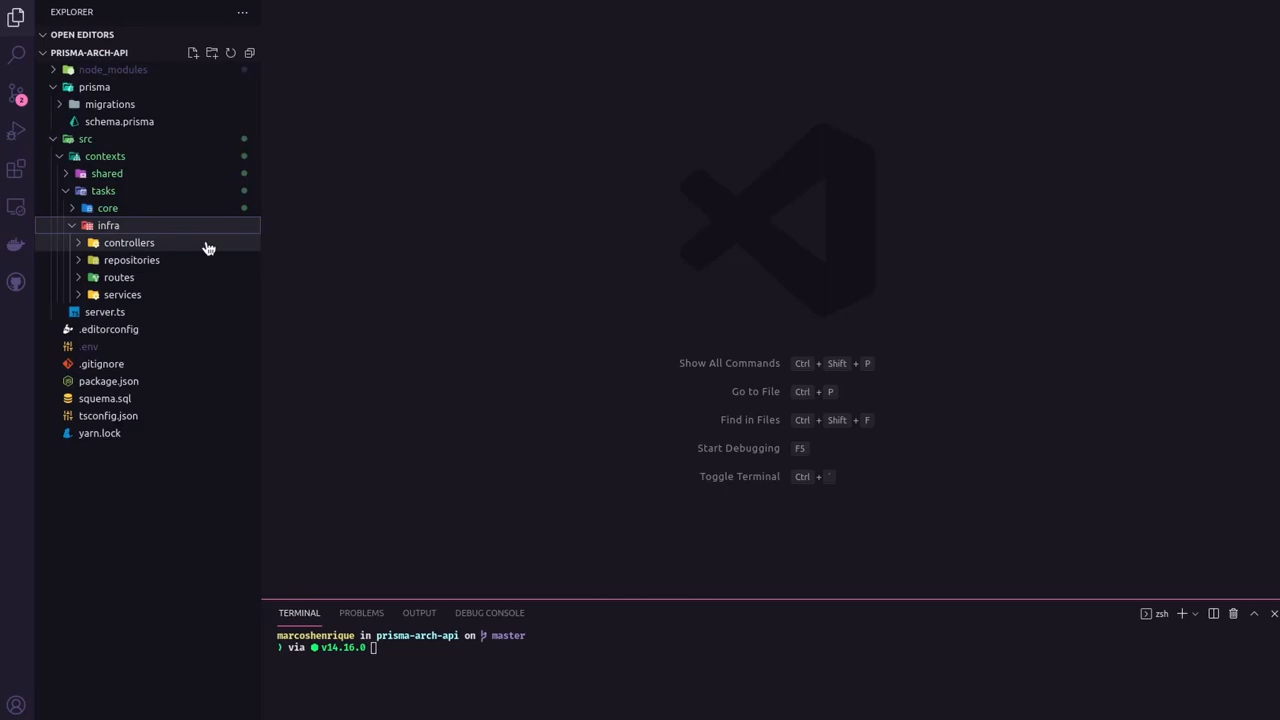 EXPLORER
OPEN EDITORS
PRISMA-ARCH-API
node_modules
prisma
migrations
schema.prisma
src
contexts
shared
tasks
core
infra
controllers
repositories
routes
services
server.ts
.editorconfig
.env
.gitignore
package.json
squema.sql
tsconfig.json
yarn.lock
2
Show All Commands Ctrl + Shift + P
Go to File Ctrl + P
Find in Files Ctrl + Shift + F
Start Debugging F5
Toggle Terminal Ctrl + `
TERMINAL PROBLEMS OUTPUT DEBUG CONSOLE zsh
marcoshenrique in prisma-arch-api on master
) via v14.16.0